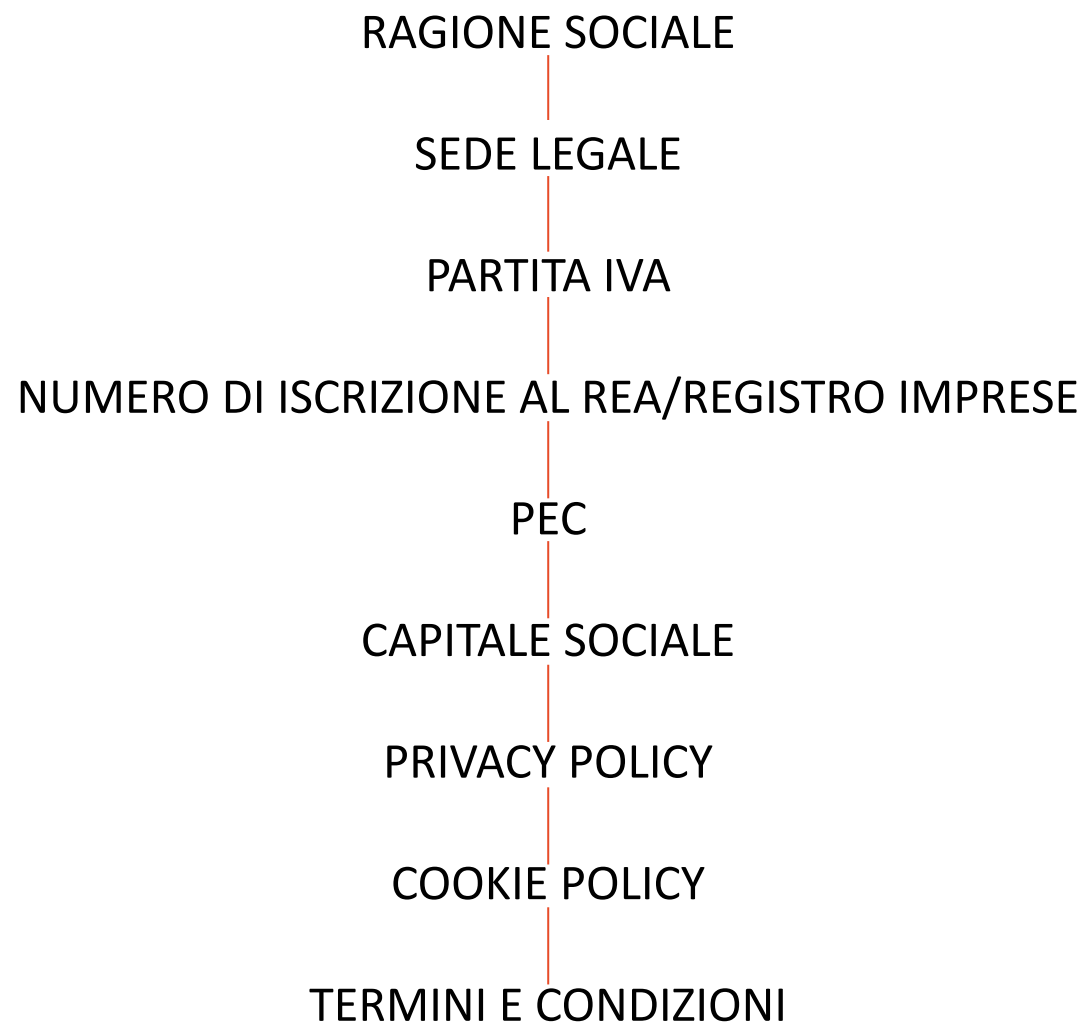 RAGIONE SOCIALE
SEDE LEGALE
PARTITA IVA
NUMERO DI ISCRIZIONE AL REA/REGISTRO IMPRESE
PEC
CAPITALE SOCIALE
PRIVACY POLICY
COOKIE POLICY
TERMINI E CONDIZIONI